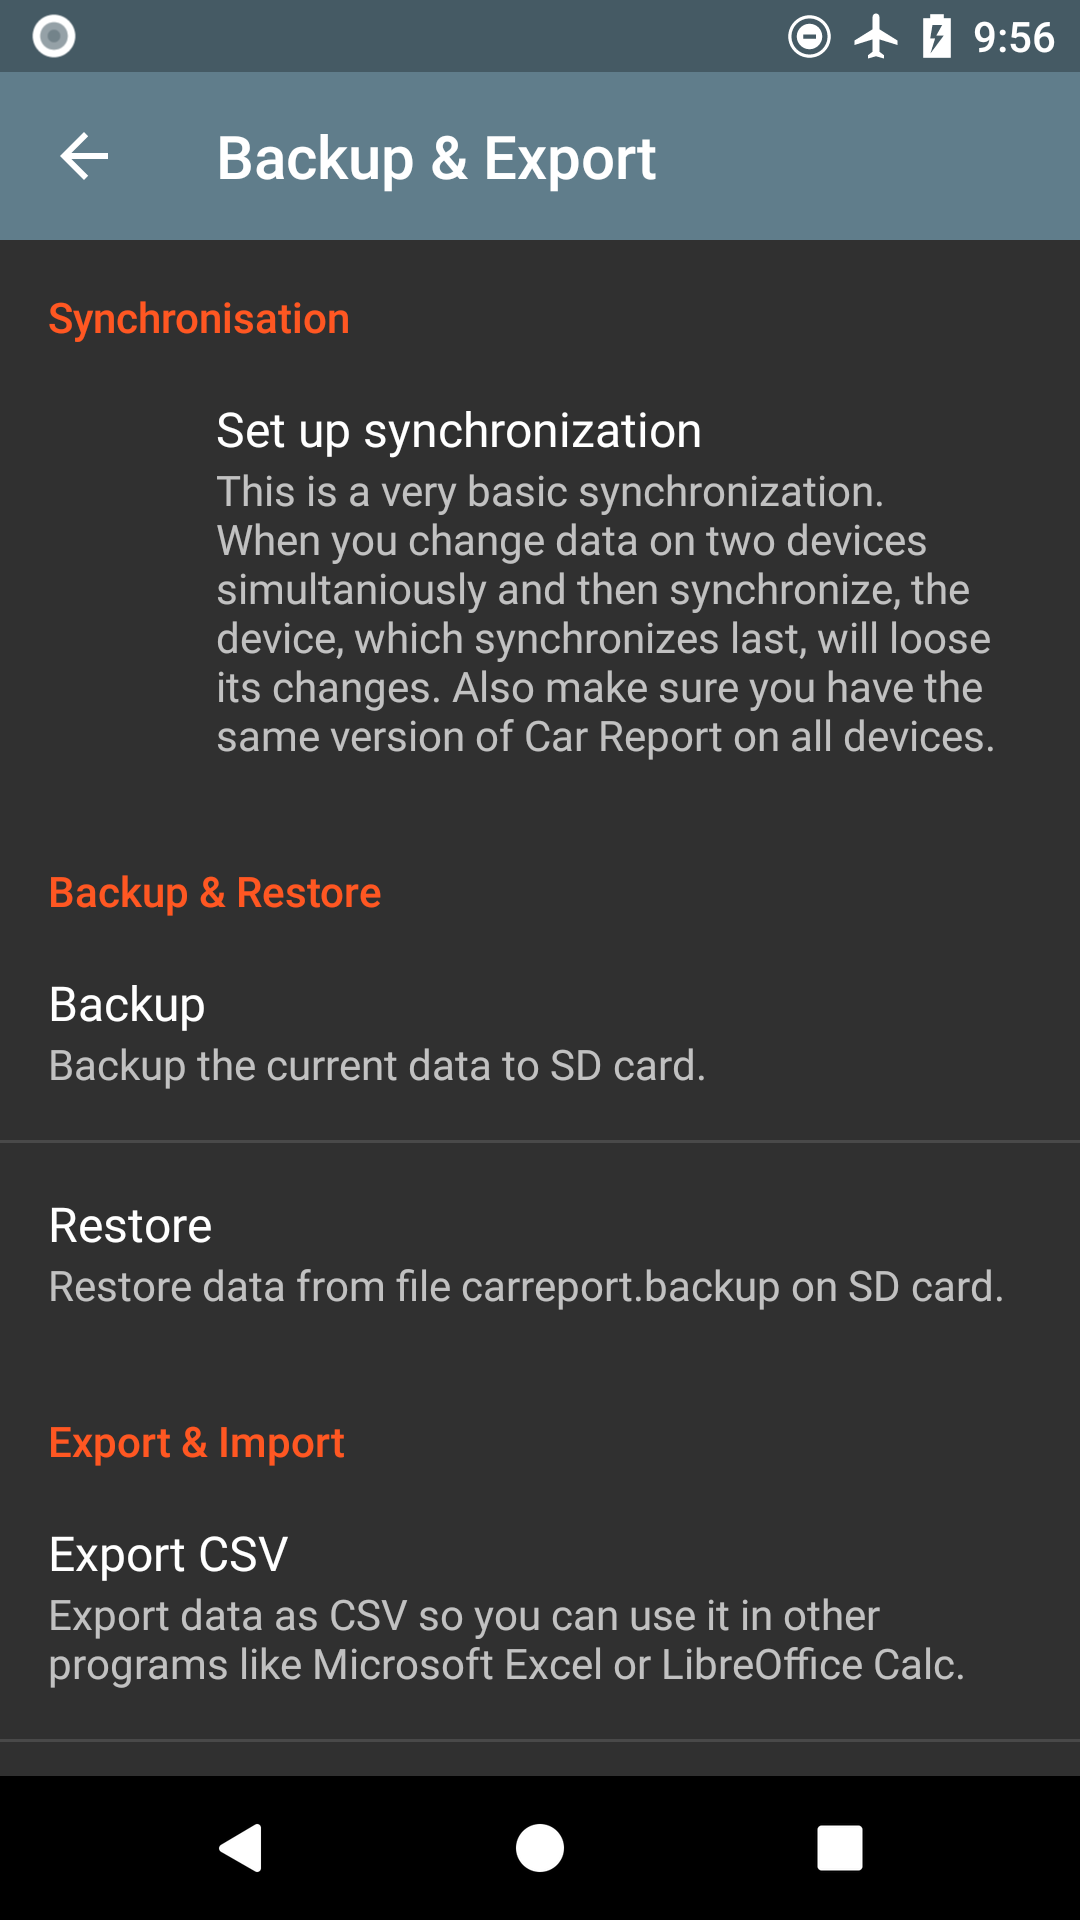 9:56
Backup & Export
Synchronisation
Set up synchronization
This is a very basic synchronization.
When you change data on two devices
simultaniously and then synchronize, the
device, which synchronizes last, will loose
its changes. Also make sure you have the
same version of Car Report on all devices.
Backup & Restore
Backup
Backup the current data to SD card.
Restore
Restore data from file carreport.backup on SD card.
Export & Import
Export CSV
Export data as CSV so you can use it in other
programs like Microsoft Excel or LibreOffice Calc.